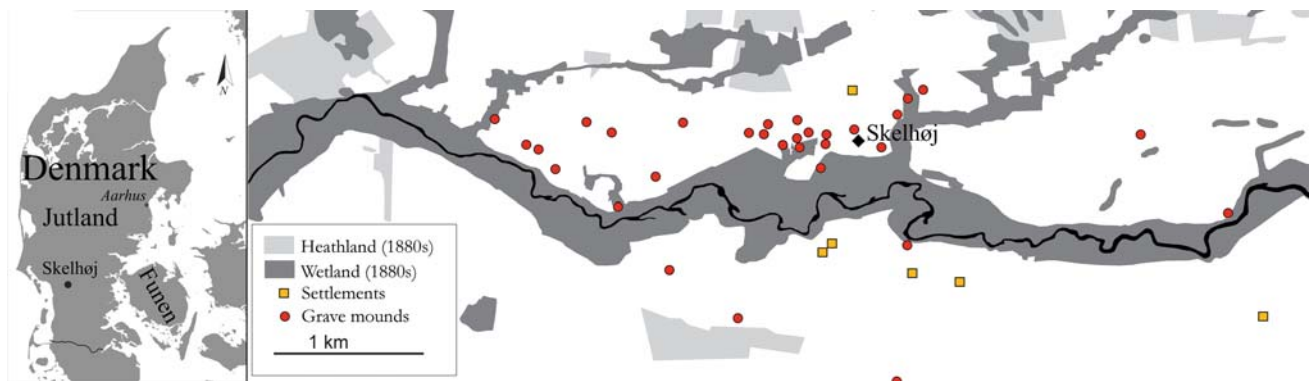 N
Denmark
Aarhus
Jutland
Skelhøj
Funen
Skelhøj
Heathland (1880s)
Wetland (1880s)
Settlements
Grave mounds
1 km